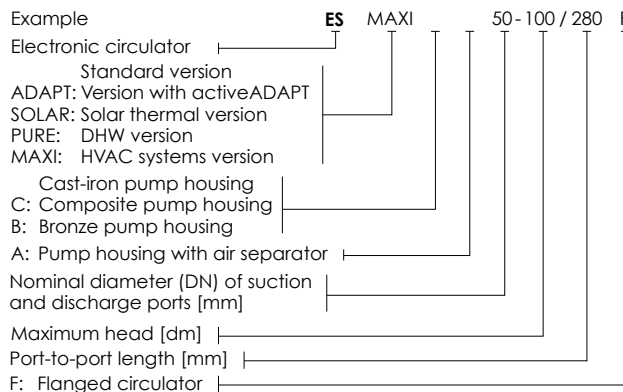 Example ES MAXI 50-100 / 280 F
Electronic circulator
Standard version
ADAPT: Version with activeADAPT
SOLAR: Solar thermal version
PURE: DHW version
MAXI: HVAC systems version
Cast-iron pump housing
C: Composite pump housing
B: Bronze pump housing
A: Pump housing with air separator
Nominal diameter (DN) of suction
and discharge ports [mm]
Maximum head [dm]
Port-to-port length [mm]
F: Flanged circulator